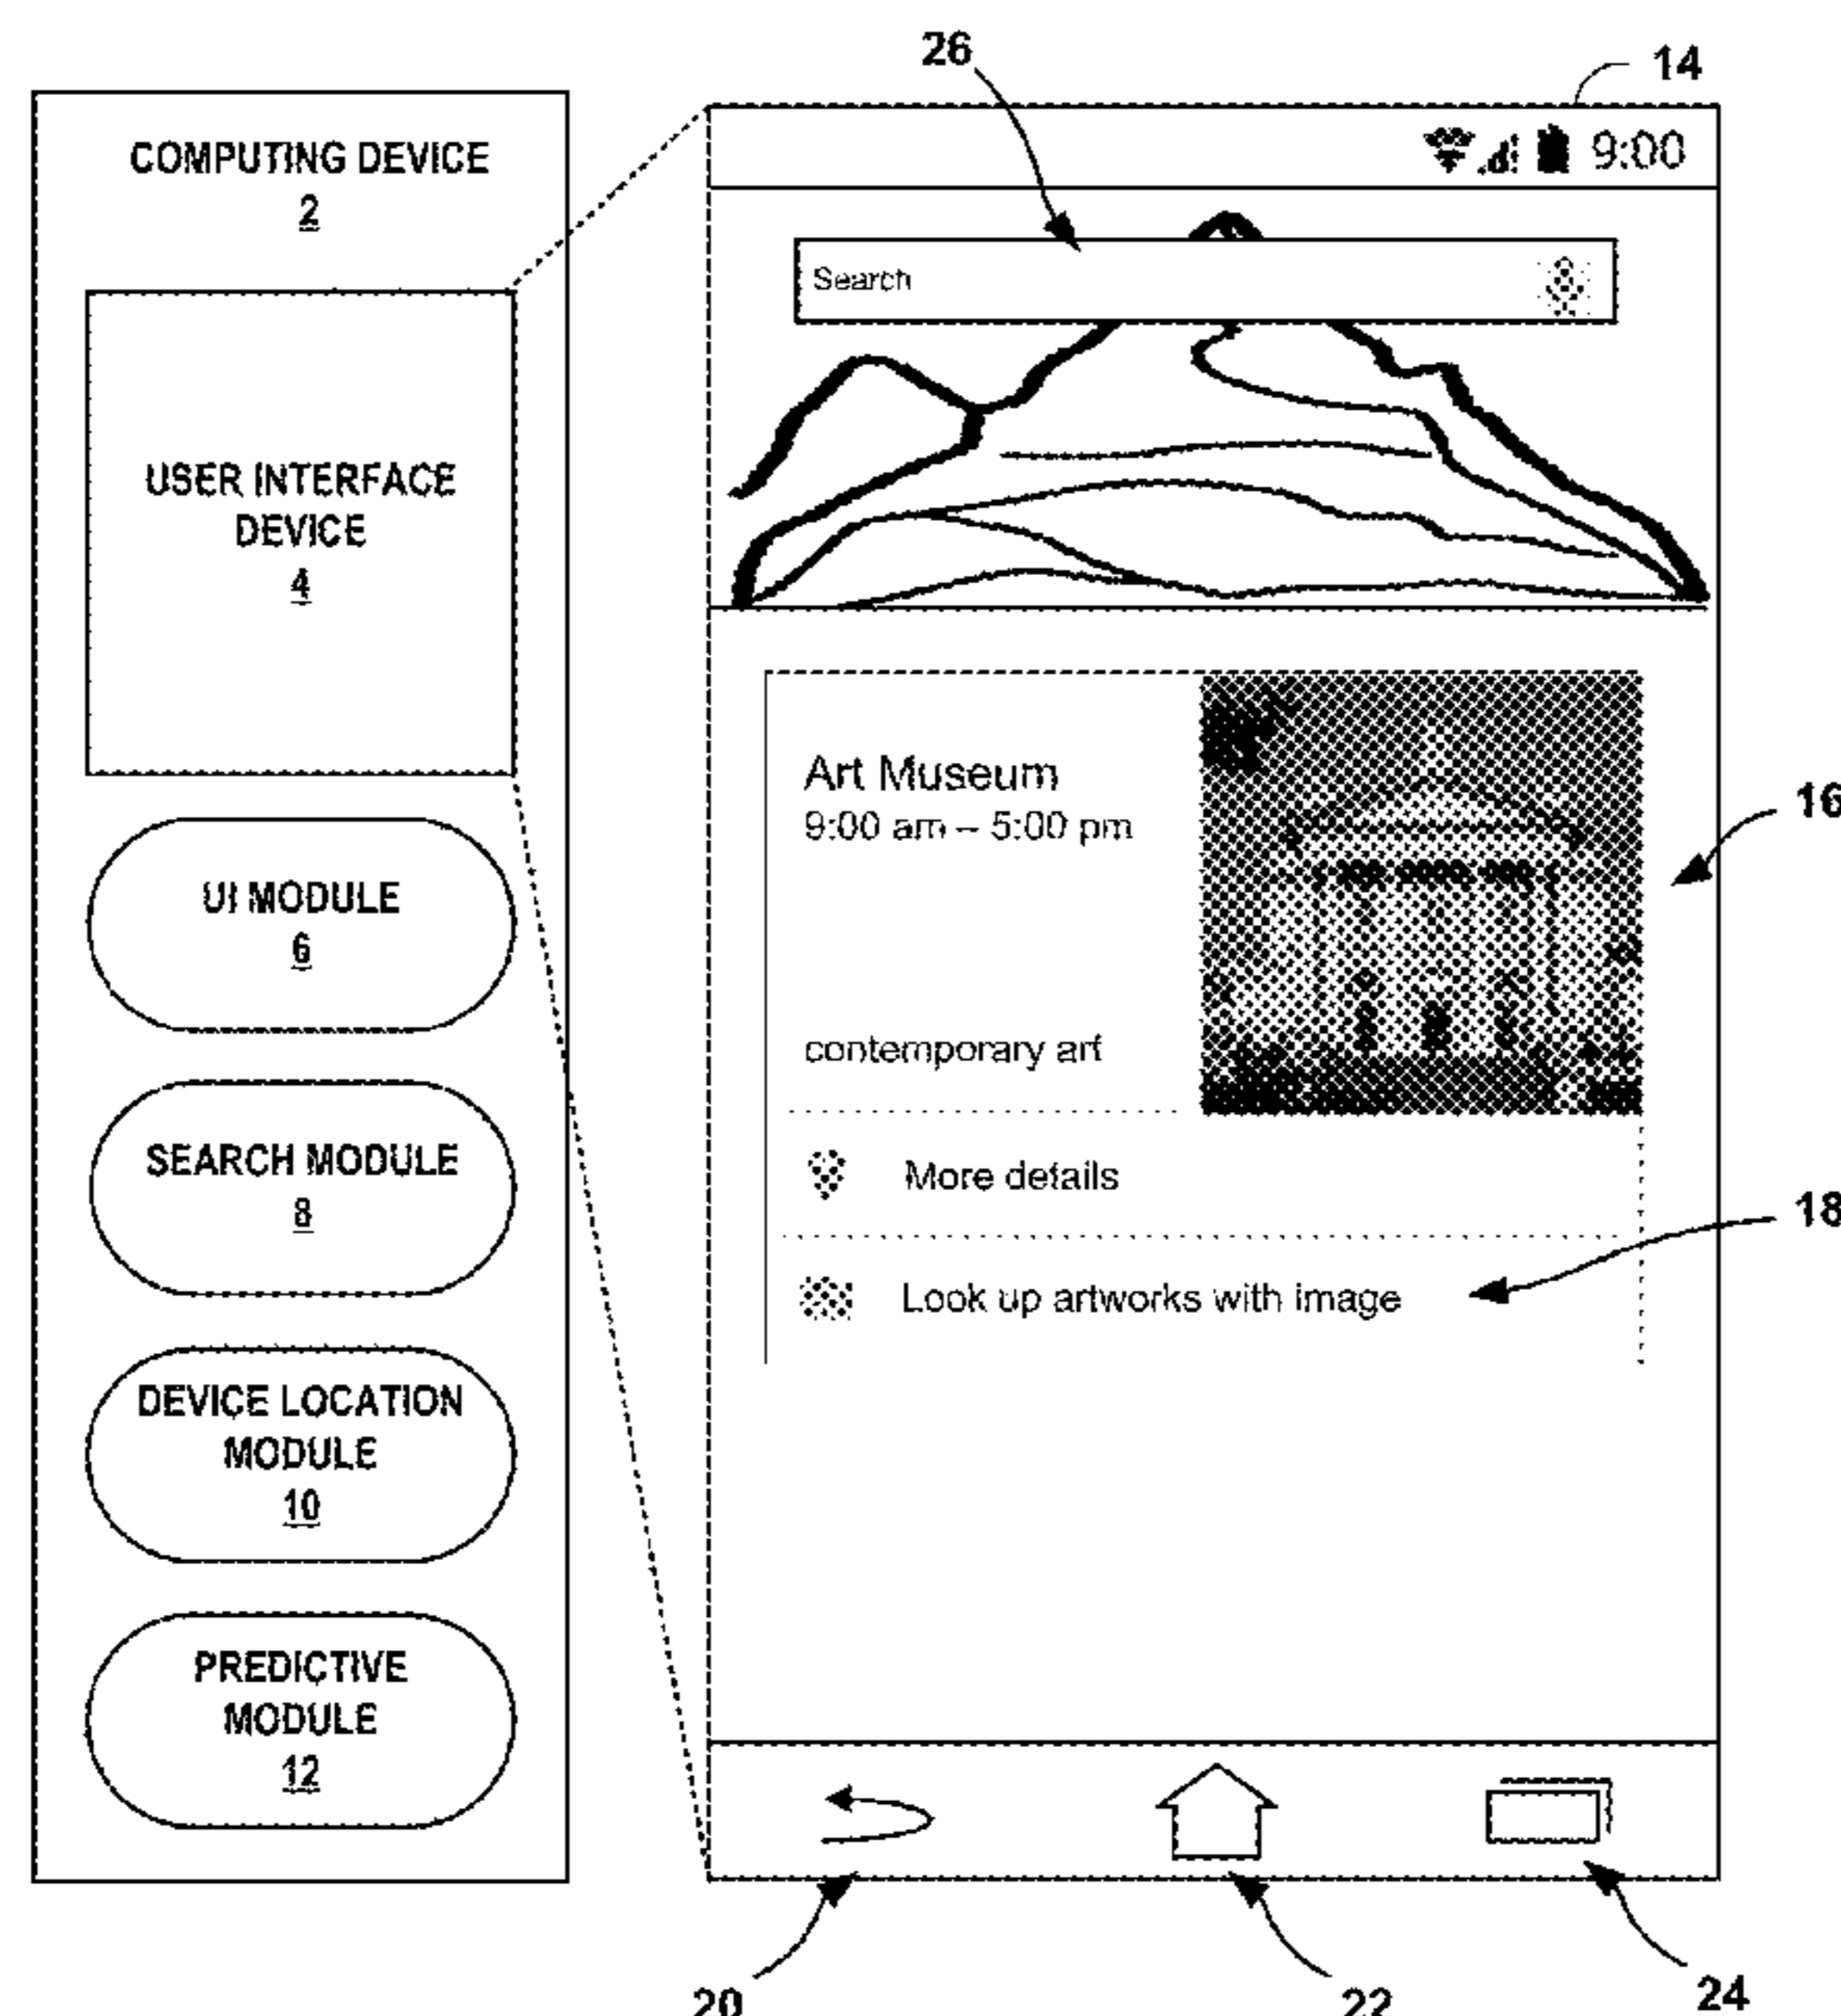 COMPUTING DEVICE
2
USER INTERFACE
DEVICE
4
UI MODULE
6
SEARCH MODULE
8
DEVICE LOCATION
MODULE
10
PREDICTIVE
MODULE
12
26
14
9:00
Search
Art Museum
9:00 am – 5:00 pm
contemporary art
16
More details
18
Look up artworks with image
20
22
24